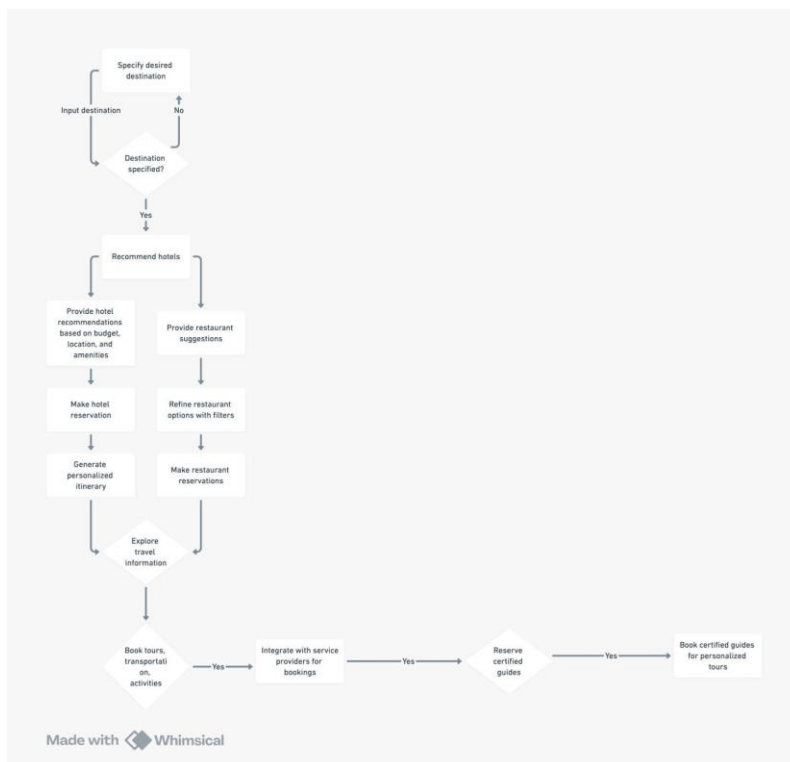 Specify desired
destination
Input destination
No
Destination
specified?
Yes
Recommend hotels
Provide hotel
recommendations
based on budget,
location, and
amenities
Provide restaurant
suggestions
Make hotel
reservation
Refine restaurant
options with filters
Generate
personalized
itinerary
Make restaurant
reservations
Explore
travel
information
Book tours,
transportati
on,
activities
Yes
Integrate with service
providers for
bookings
Yes
Reserve
certified
guides
Yes
Book certified guides
for personalized
tours
Made with Whimsical